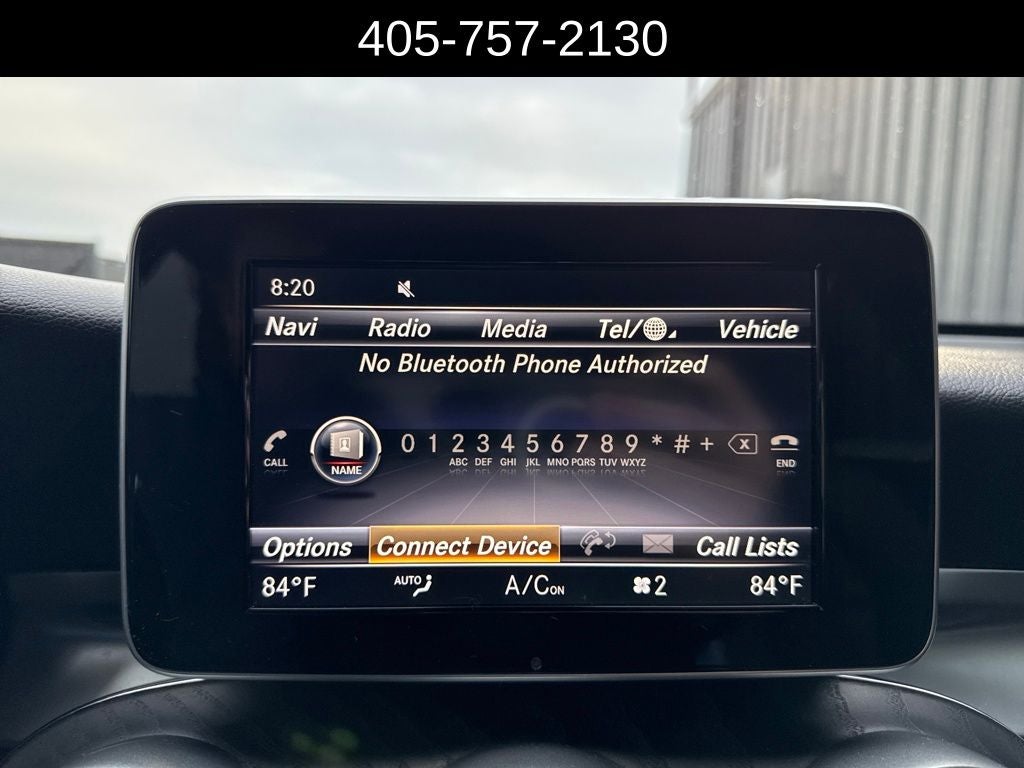 405-757-2130
8:20
Navi Radio Media Tel/ Vehicle
No Bluetooth Phone Authorized
0 1 2 3 4 5 6 7 8 9 * # +
CALL NAME ABC DEF GHI JKL MNO PQRS TUV WXYZ END
Options Connect Device Call Lists
84°F AUTO A/C ON 2 84°F